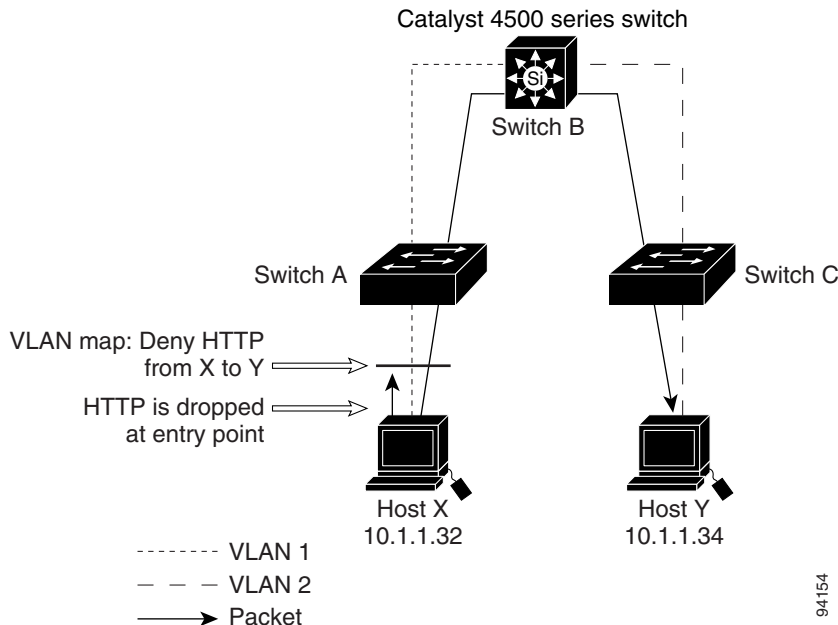 Catalyst 4500 series switch
Si
Switch B
Switch A
Switch C
VLAN map: Deny HTTP
from X to Y
HTTP is dropped
at entry point
Host X
10.1.1.32
Host Y
10.1.1.34
VLAN 1
VLAN 2
Packet
94154